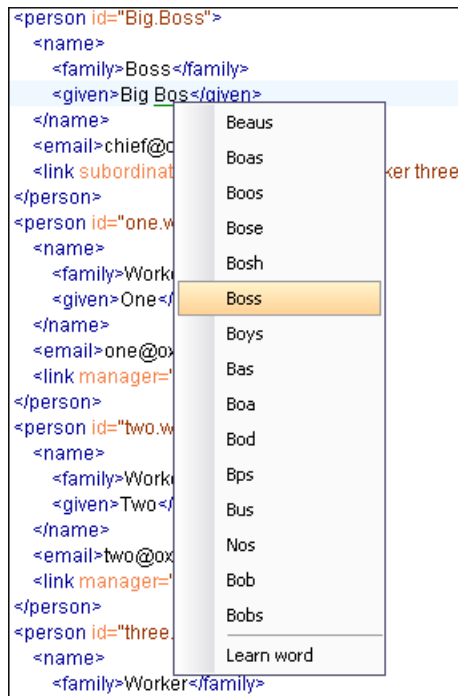 <person id="Big.Boss">
<name>
<family>Boss</family>
<given>Big Bos</given>
</name>
<email>chief@o
<link subordinat ker three
</person>
<person id="one.w
<name>
<family>Work
<given>One</
</name>
<email>one@ox
<link manager="
</person>
<person id="two.w
<name>
<family>Work
<given>Two</
</name>
<email>two@ox
<link manager="
</person>
<person id="three.
<name>
<family>Worker</family>
Beaus
Boas
Boos
Bose
Bosh
Boss
Boys
Bas
Boa
Bod
Bps
Bus
Nos
Bob
Bobs
Learn word